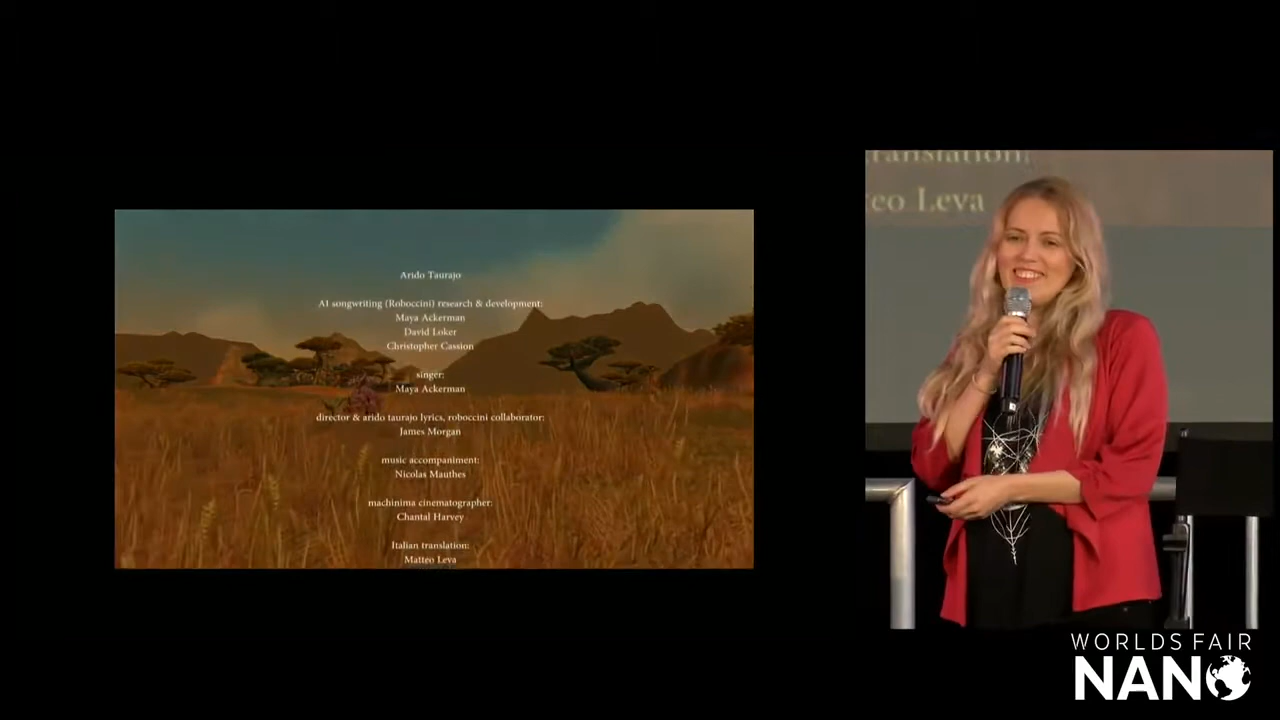 Arido Taurajo
AI songwriting (Roboccini) research & development:
Maya Ackerman
David Loker
Christopher Cassion
singer:
Maya Ackerman
director & arido taurajo lyrics, roboccini collaborator:
James Morgan
music accompaniment:
Nicolas Mauthes
machinima cinematographer:
Chantal Harvey
Italian translation:
Matteo Leva
translation:
eo Leva
WORLDS FAIR
NANO